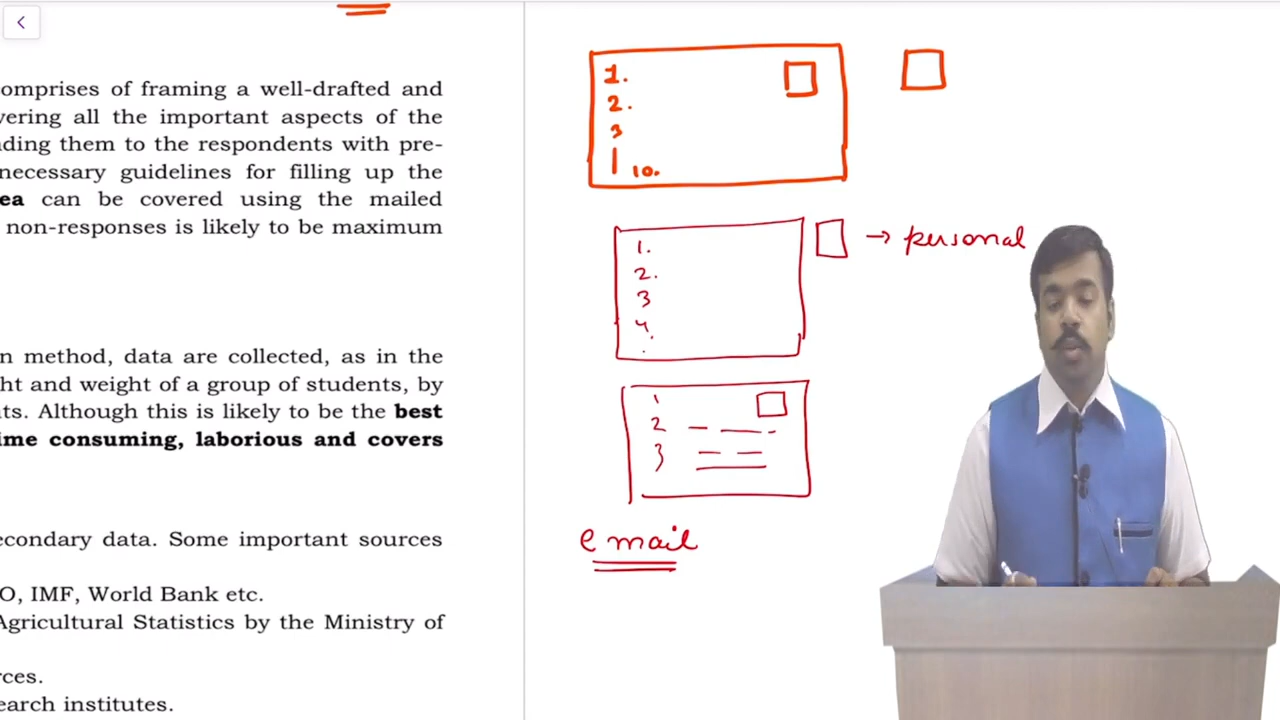 comprises of framing a well-drafted and
vering all the important aspects of the
ding them to the respondents with pre-
necessary guidelines for filling up the
ea can be covered using the mailed
non-responses is likely to be maximum
n method, data are collected, as in the
ht and weight of a group of students, by
ts. Although this is likely to be the best
ime consuming, laborious and covers
econdary data. Some important sources
O, IMF, World Bank etc.
Agricultural Statistics by the Ministry of
rces.
earch institutes.
1.
2.
3
10.
1.
2.
3
4.
→ personal
1
2
3
email